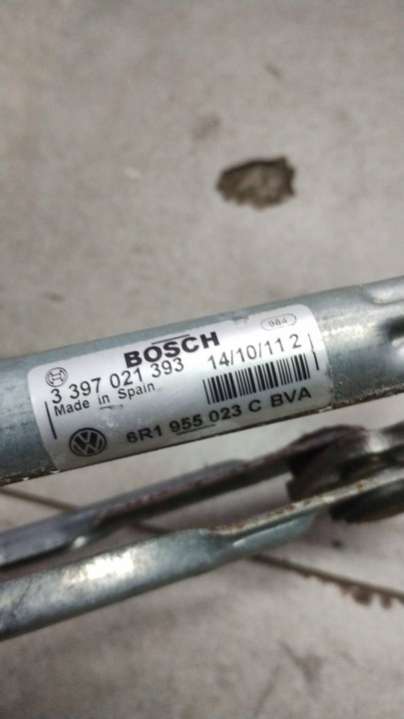 BOSCH
984
3 397 021 393 14/10/11 2
Made in Spain
6R1 955 023 C BVA